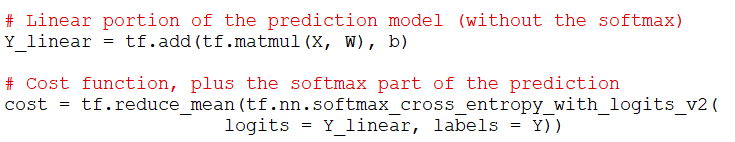 # Linear portion of the prediction model (without the softmax)
Y_linear = tf.add(tf.matmul(X, W), b)
# Cost function, plus the softmax part of the prediction
cost = tf.reduce_mean(tf.nn.softmax_cross_entropy_with_logits_v2(
logits = Y_linear, labels = Y))